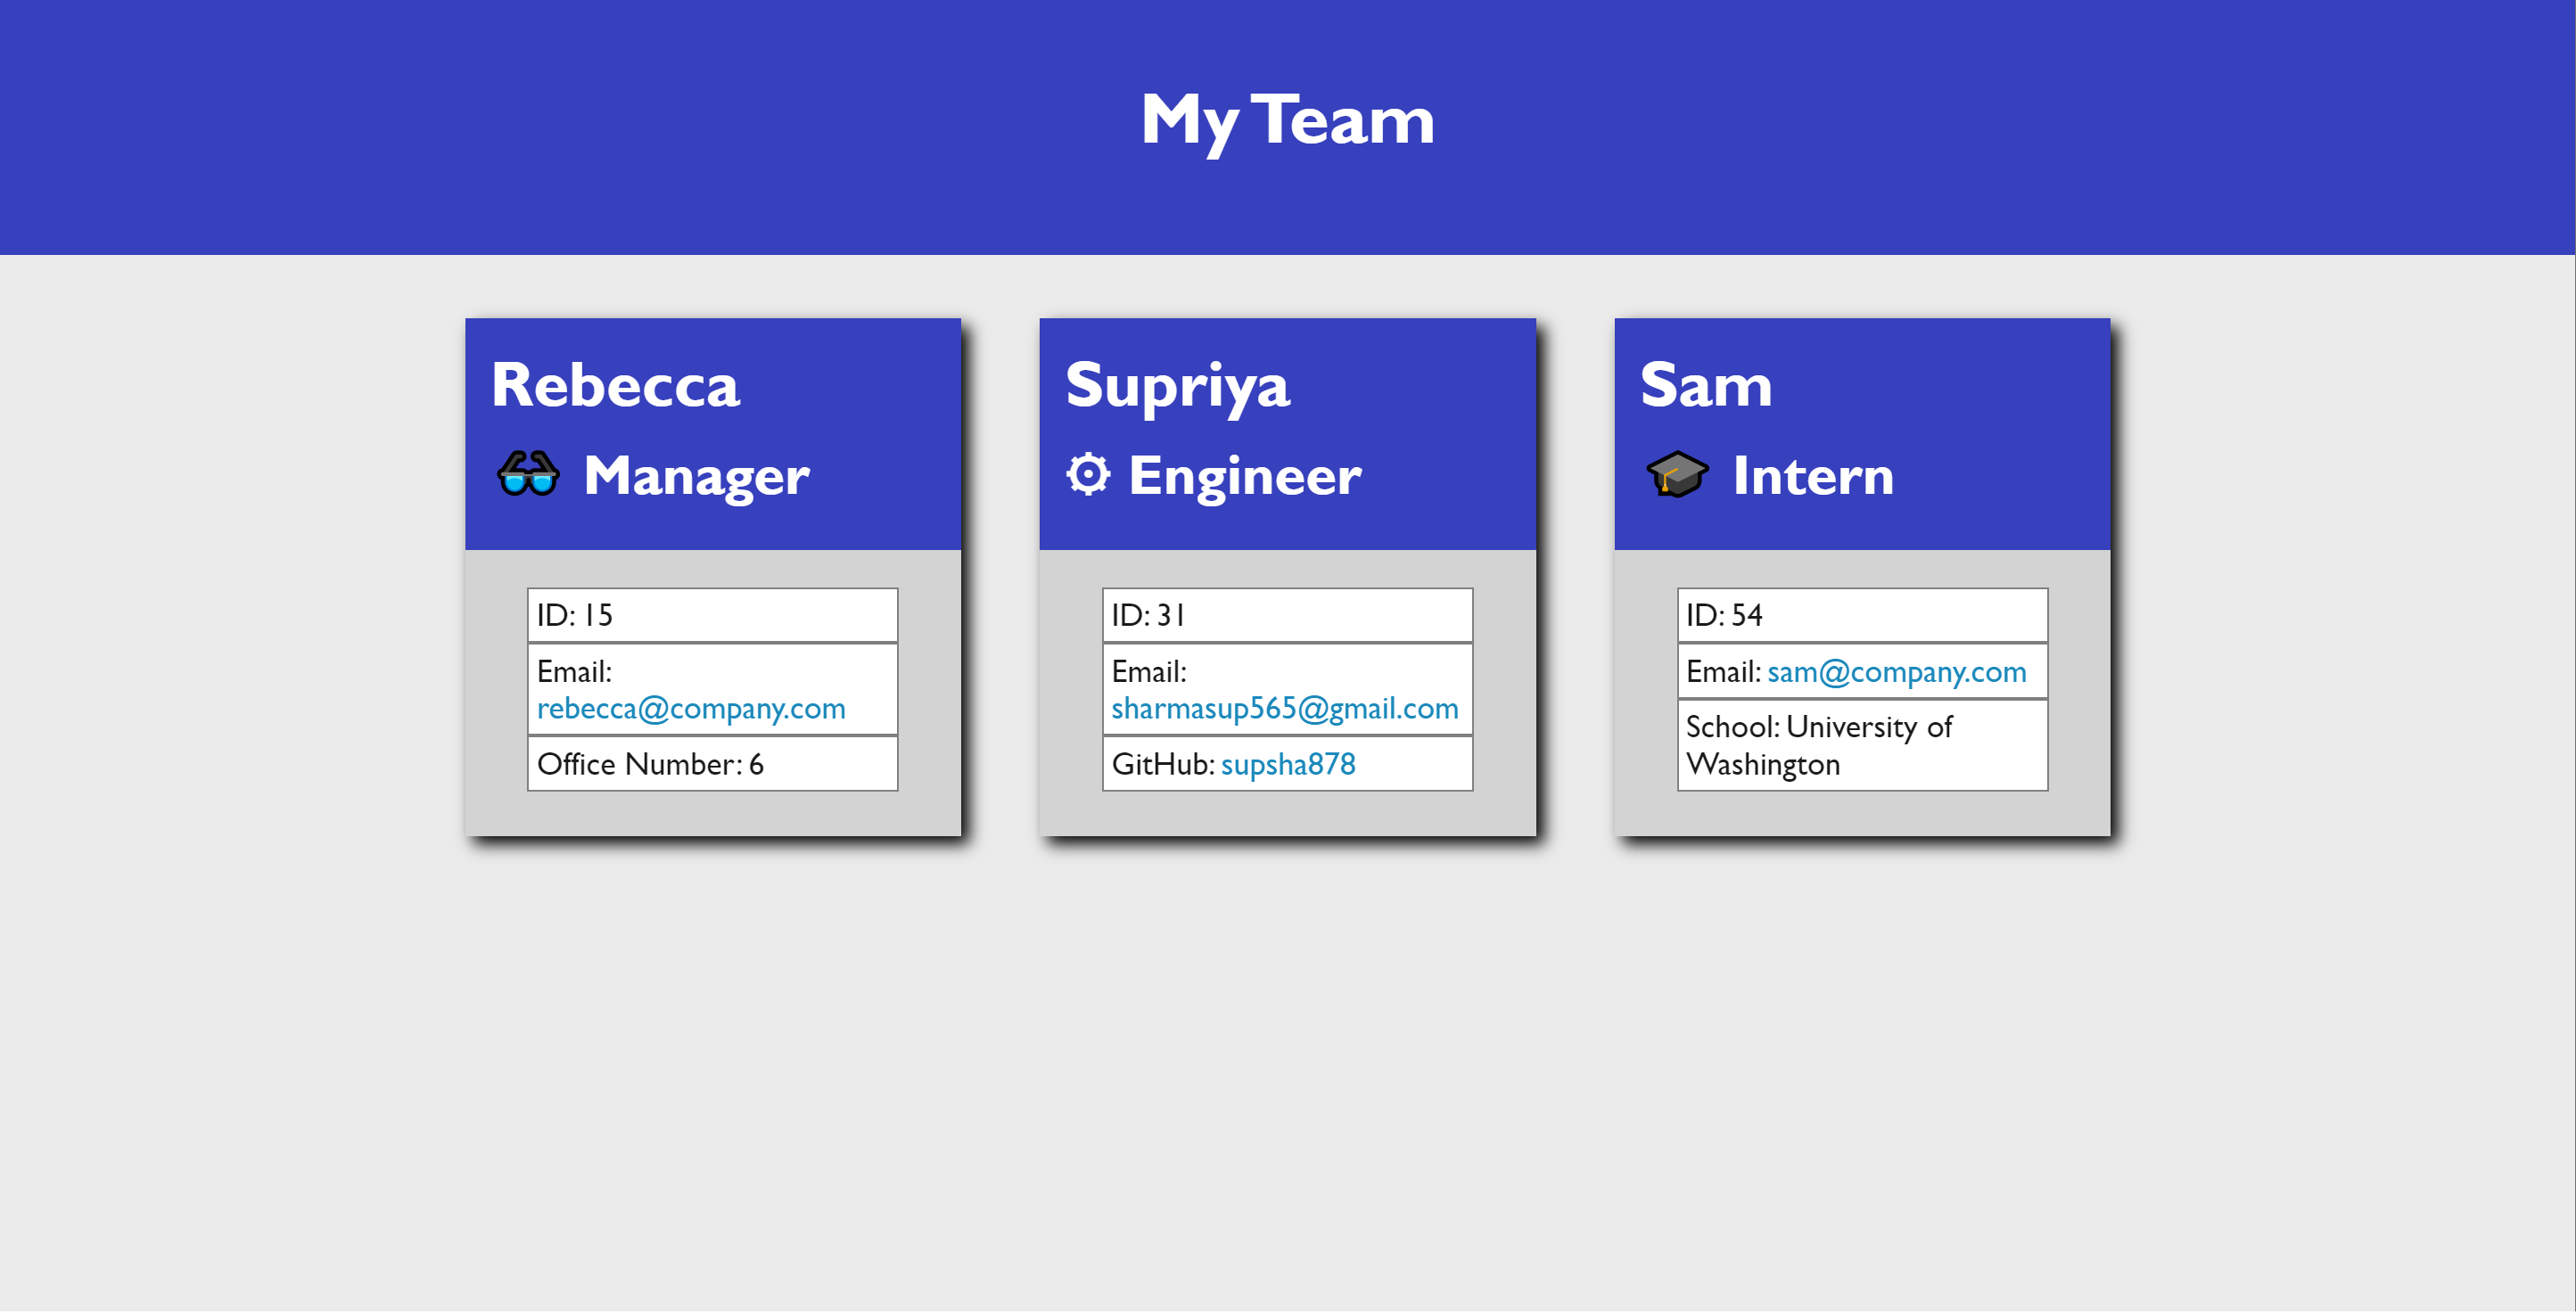 My Team
Rebecca
Manager
ID: 15
Email:
rebecca@company.com
Office Number: 6
Supriya
Engineer
ID: 31
Email:
sharmasup565@gmail.com
GitHub: supsha878
Sam
Intern
ID: 54
Email: sam@company.com
School: University of
Washington